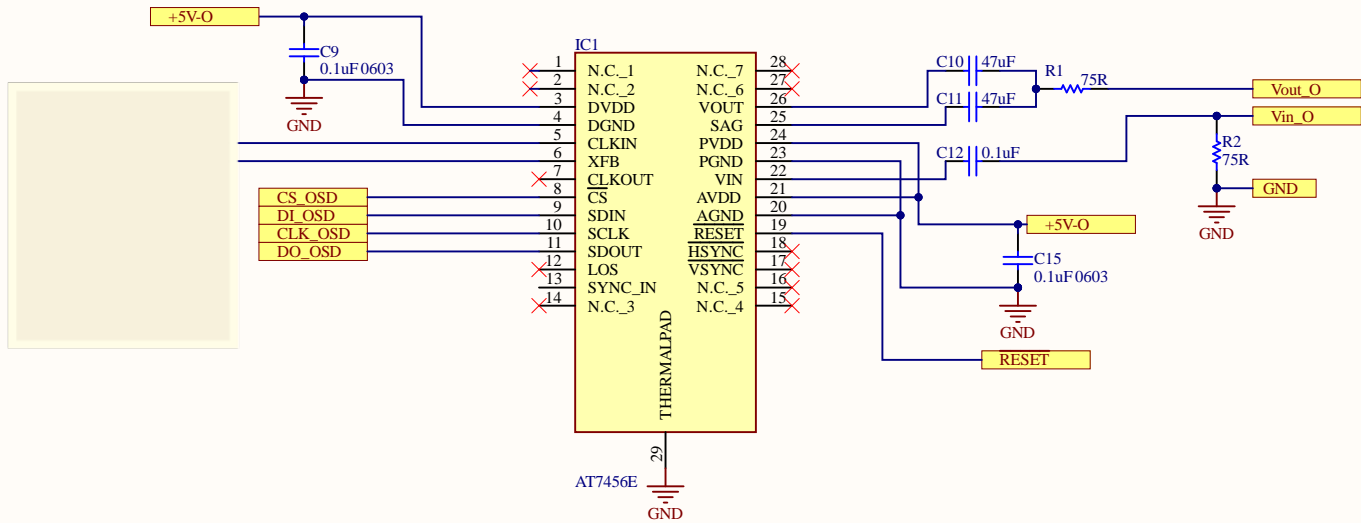 +5V-O
C9
0.1uF 0603
GND
IC1
1 N.C._1
2 N.C._2
3 DVDD
4 DGND
5 CLKIN
6 XFB
7 CLKOUT
8 CS
9 SDIN
10 SCLK
11 SDOUT
12 LOS
13 SYNC_IN
14 N.C._3
N.C._7 28
N.C._6 27
VOUT 26
SAG 25
PVDD 24
PGND 23
VIN 22
AVDD 21
AGND 20
RESET 19
HSYNC 18
VSYNC 17
N.C._5 16
N.C._4 15
THERMALPAD
29
AT7456E
GND
CS_OSD
DI_OSD
CLK_OSD
DO_OSD
C10 47uF
C11 47uF
R1
75R
Vout_O
Vin_O
C12 0.1uF
R2
75R
GND
GND
+5V-O
C15
0.1uF 0603
GND
RESET